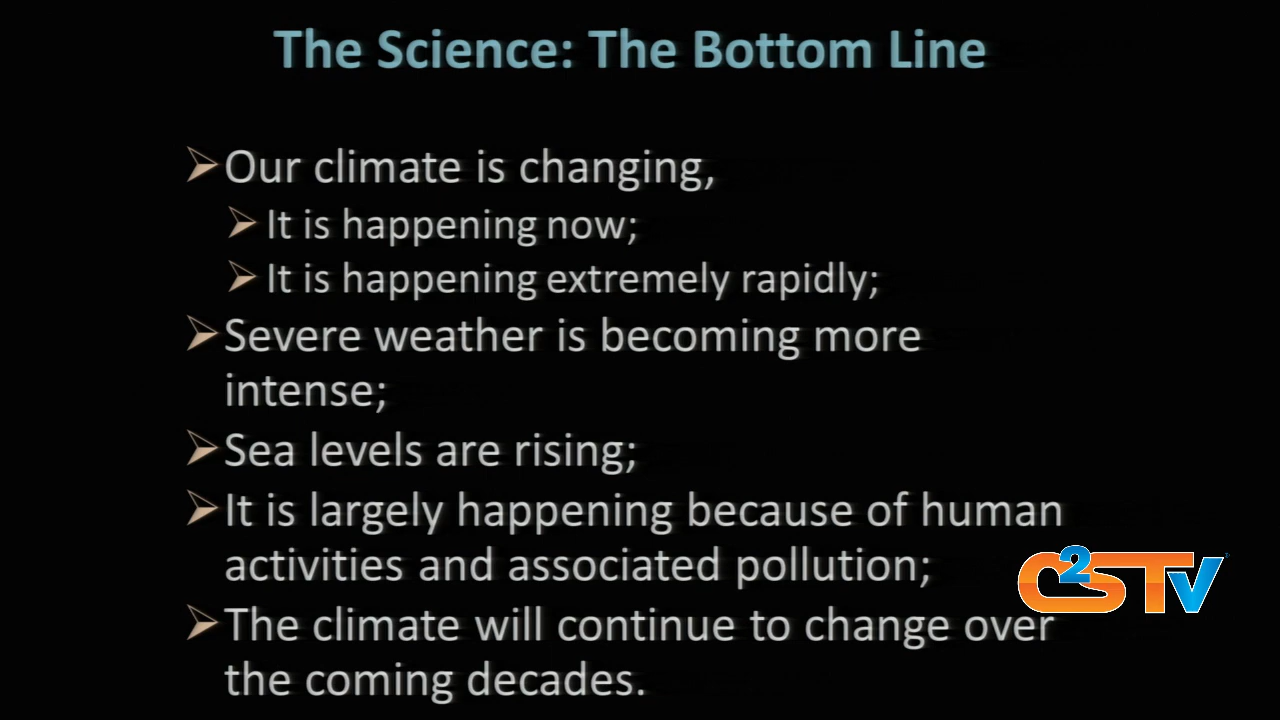 The Science: The Bottom Line
Our climate is changing,
It is happening now;
It is happening extremely rapidly;
Severe weather is becoming more
intense;
Sea levels are rising;
It is largely happening because of human
activities and associated pollution;
The climate will continue to change over
the coming decades.
C2STV